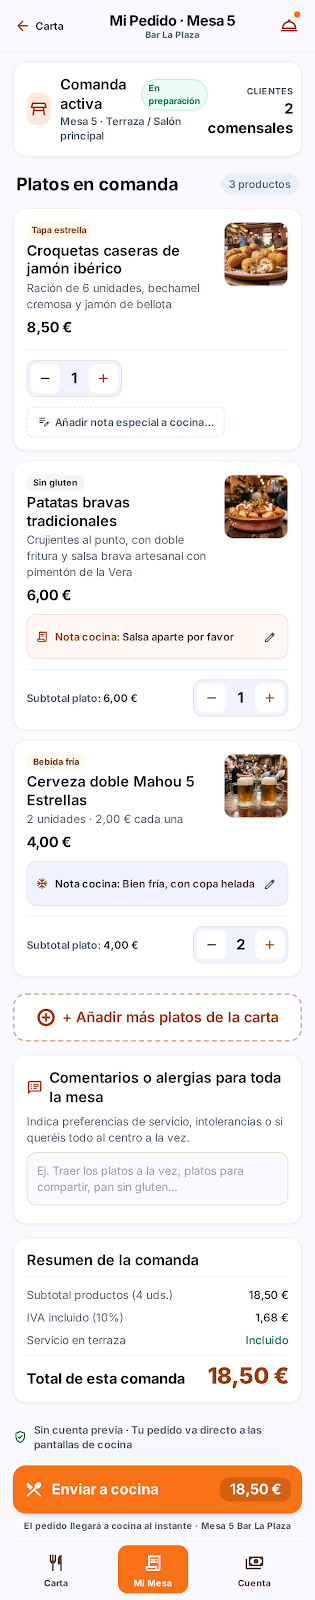 Carta
Mi Pedido · Mesa 5
Bar La Plaza
Comanda
activa
En
preparación
Mesa 5 · Terraza / Salón
principal
CLIENTES
2
comensales
Platos en comanda
3 productos
Tapa estrella
Croquetas caseras de
jamón ibérico
Ración de 6 unidades, bechamel
cremosa y jamón de bellota
8,50 €
− 1 +
Añadir nota especial a cocina...
Sin gluten
Patatas bravas
tradicionales
Crujientes al punto, con doble
fritura y salsa brava artesanal con
pimentón de la Vera
6,00 €
Nota cocina: Salsa aparte por favor
Subtotal plato: 6,00 €
− 1 +
Bebida fría
Cerveza doble Mahou 5
Estrellas
2 unidades · 2,00 € cada una
4,00 €
Nota cocina: Bien fría, con copa helada
Subtotal plato: 4,00 €
− 2 +
+ Añadir más platos de la carta
Comentarios o alergias para toda
la mesa
Indica preferencias de servicio, intolerancias o si
queréis todo al centro a la vez.
Ej. Traer los platos a la vez, platos para
compartir, pan sin gluten...
Resumen de la comanda
Subtotal productos (4 uds.) 18,50 €
IVA incluido (10%) 1,68 €
Servicio en terraza Incluido
Total de esta comanda 18,50 €
Sin cuenta previa · Tu pedido va directo a las
pantallas de cocina
Enviar a cocina 18,50 €
El pedido llegará a cocina al instante · Mesa 5 Bar La Plaza
Carta
Mi Mesa
Cuenta